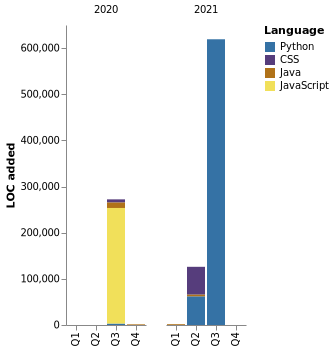 2020 2021
Language
Python
CSS
Java
JavaScript
600,000
500,000
400,000
300,000
200,000
100,000
0
LOC added
Q1 Q2 Q3 Q4 Q1 Q2 Q3 Q4